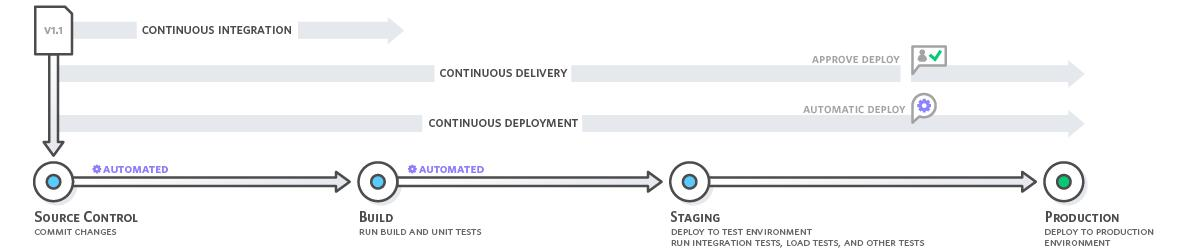 V1.1
CONTINUOUS INTEGRATION
APPROVE DEPLOY
CONTINUOUS DELIVERY
AUTOMATIC DEPLOY
CONTINUOUS DEPLOYMENT
AUTOMATED
AUTOMATED
SOURCE CONTROL
COMMIT CHANGES
BUILD
RUN BUILD AND UNIT TESTS
STAGING
DEPLOY TO TEST ENVIRONMENT
RUN INTEGRATION TESTS, LOAD TESTS, AND OTHER TESTS
PRODUCTION
DEPLOY TO PRODUCTION
ENVIRONMENT